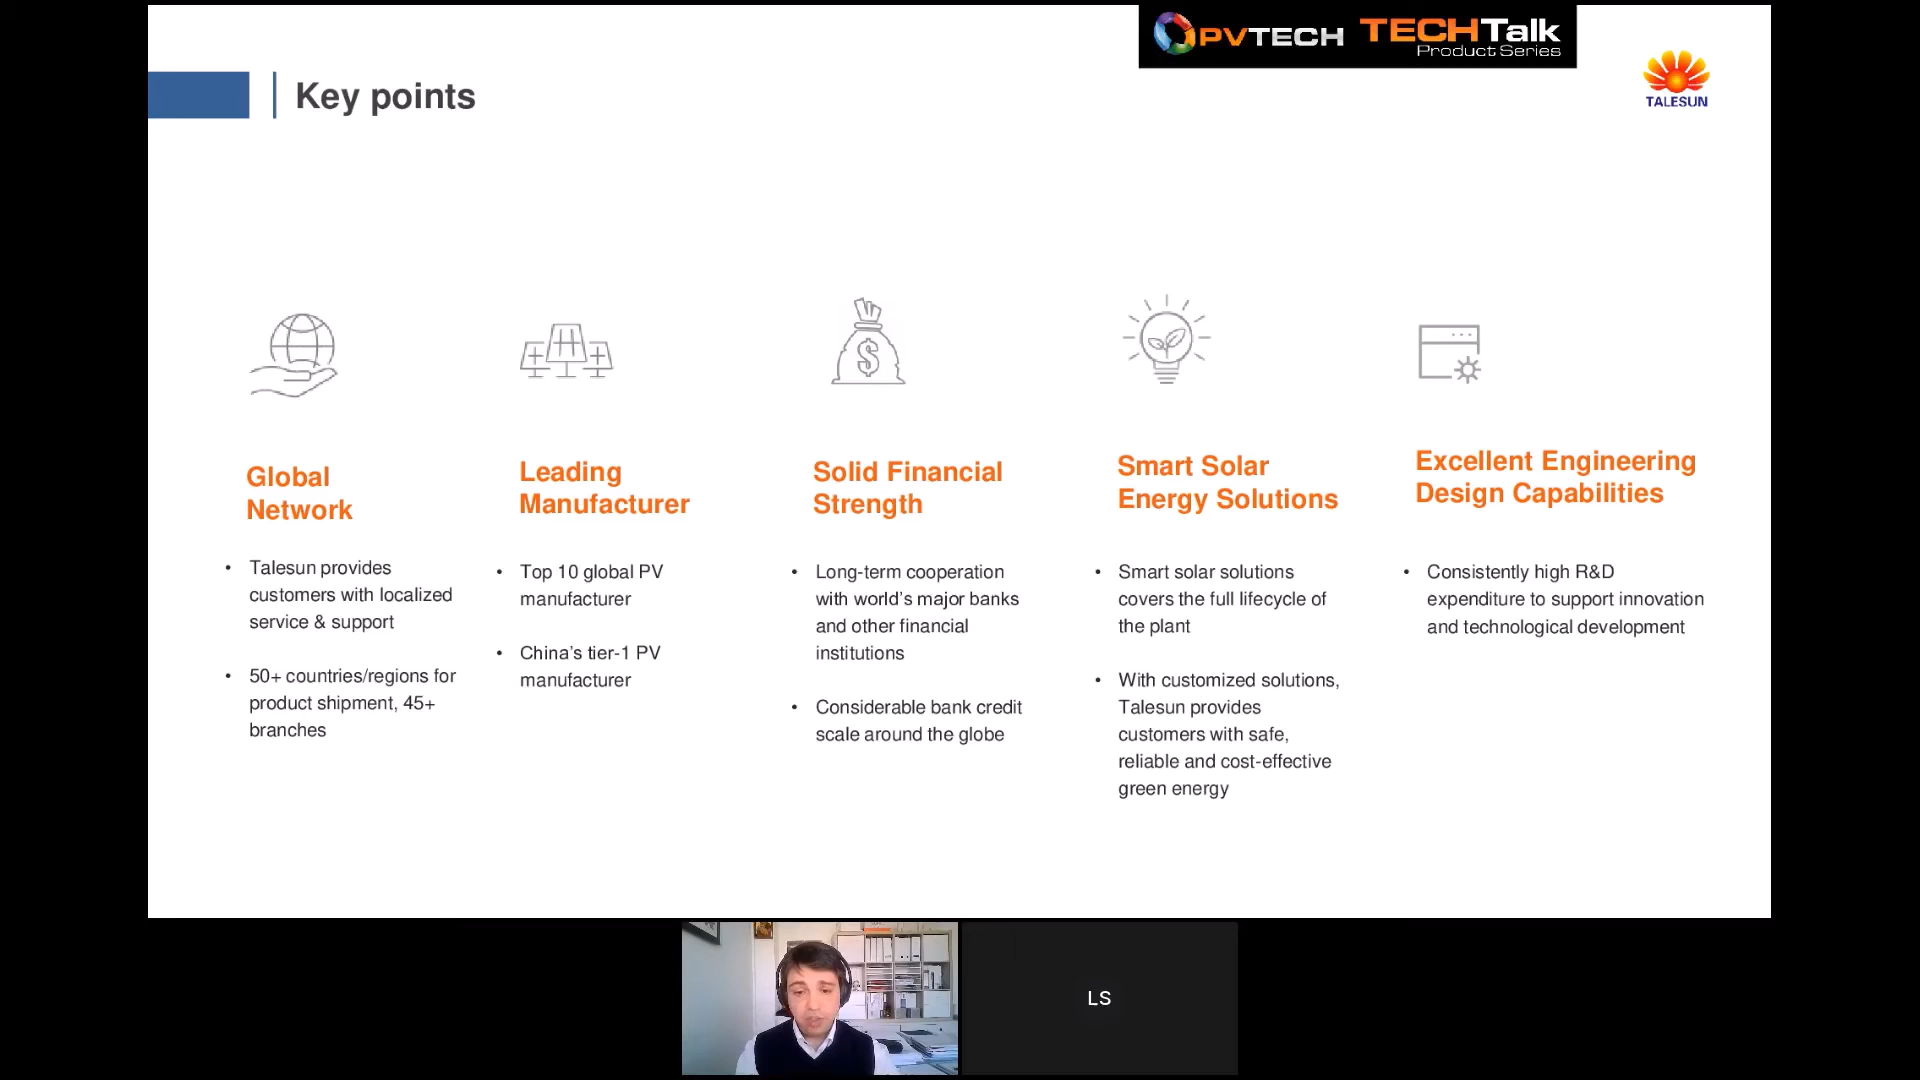 PVTECH TECHTalk
Product Series
TALESUN
Key points
Global
Network
• Talesun provides
customers with localized
service & support
• 50+ countries/regions for
product shipment, 45+
branches
Leading
Manufacturer
• Top 10 global PV
manufacturer
• China’s tier-1 PV
manufacturer
$
Solid Financial
Strength
• Long-term cooperation
with world’s major banks
and other financial
institutions
• Considerable bank credit
scale around the globe
Smart Solar
Energy Solutions
• Smart solar solutions
covers the full lifecycle of
the plant
• With customized solutions,
Talesun provides
customers with safe,
reliable and cost-effective
green energy
Excellent Engineering
Design Capabilities
• Consistently high R&D
expenditure to support innovation
and technological development
LS